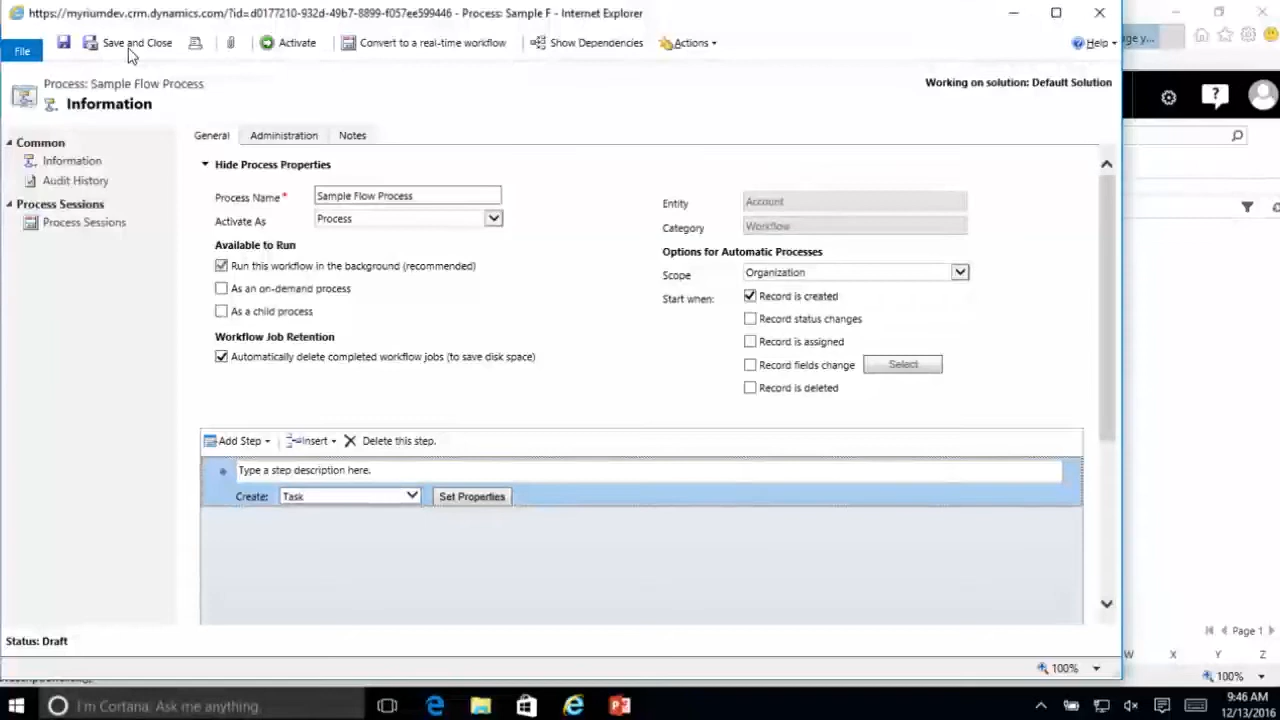 https://myriumdev.crm.dynamics.com/?id=d0177210-932d-49b7-8899-f057ee599446 - Process: Sample F - Internet Explorer
File
Save and Close
Activate
Convert to a real-time workflow
Show Dependencies
Actions
Help
Process: Sample Flow Process
Information
Working on solution: Default Solution
Common
Information
Audit History
Process Sessions
Process Sessions
General
Administration
Notes
Hide Process Properties
Process Name *
Sample Flow Process
Activate As
Process
Available to Run
Run this workflow in the background (recommended)
As an on-demand process
As a child process
Workflow Job Retention
Automatically delete completed workflow jobs (to save disk space)
Entity
Account
Category
Workflow
Options for Automatic Processes
Scope
Organization
Start when:
Record is created
Record status changes
Record is assigned
Record fields change
Select
Record is deleted
Add Step
Insert
Delete this step.
Type a step description here.
Create:
Task
Set Properties
Status: Draft
100%
Page 1
W X Y Z
100%
I'm Cortana. Ask me anything.
9:46 AM
12/13/2016